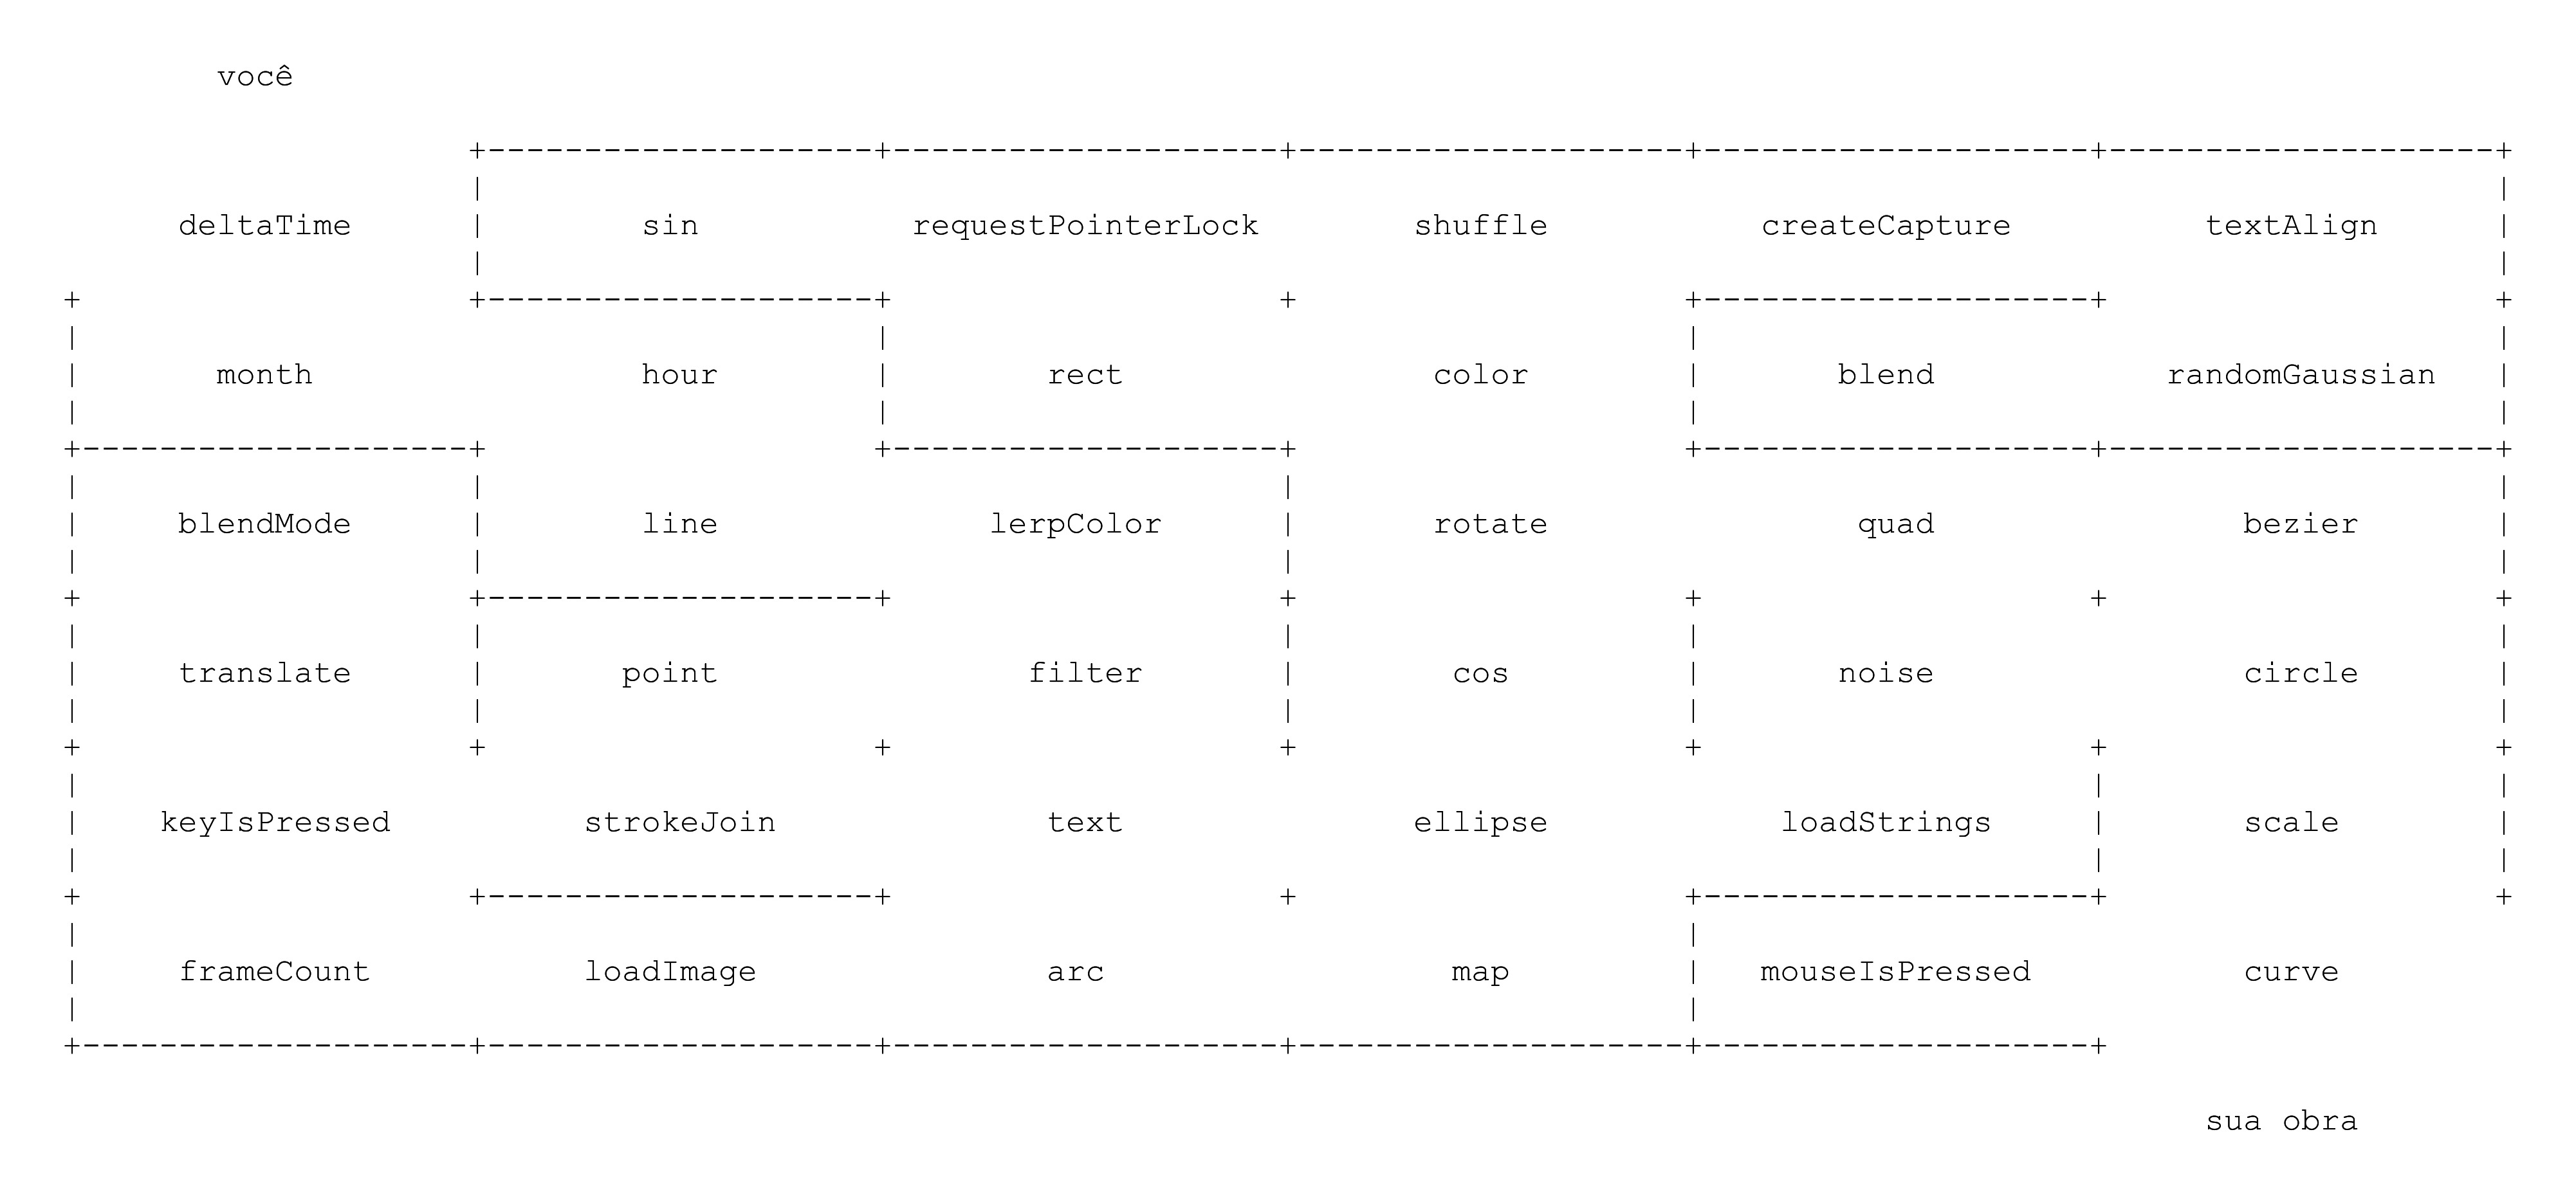 você
deltaTime sin requestPointerLock shuffle createCapture textAlign
month hour rect color blend randomGaussian
blendMode line lerpColor rotate quad bezier
translate point filter cos noise circle
keyIsPressed strokeJoin text ellipse loadStrings scale
frameCount loadImage arc map mouseIsPressed curve
sua obra